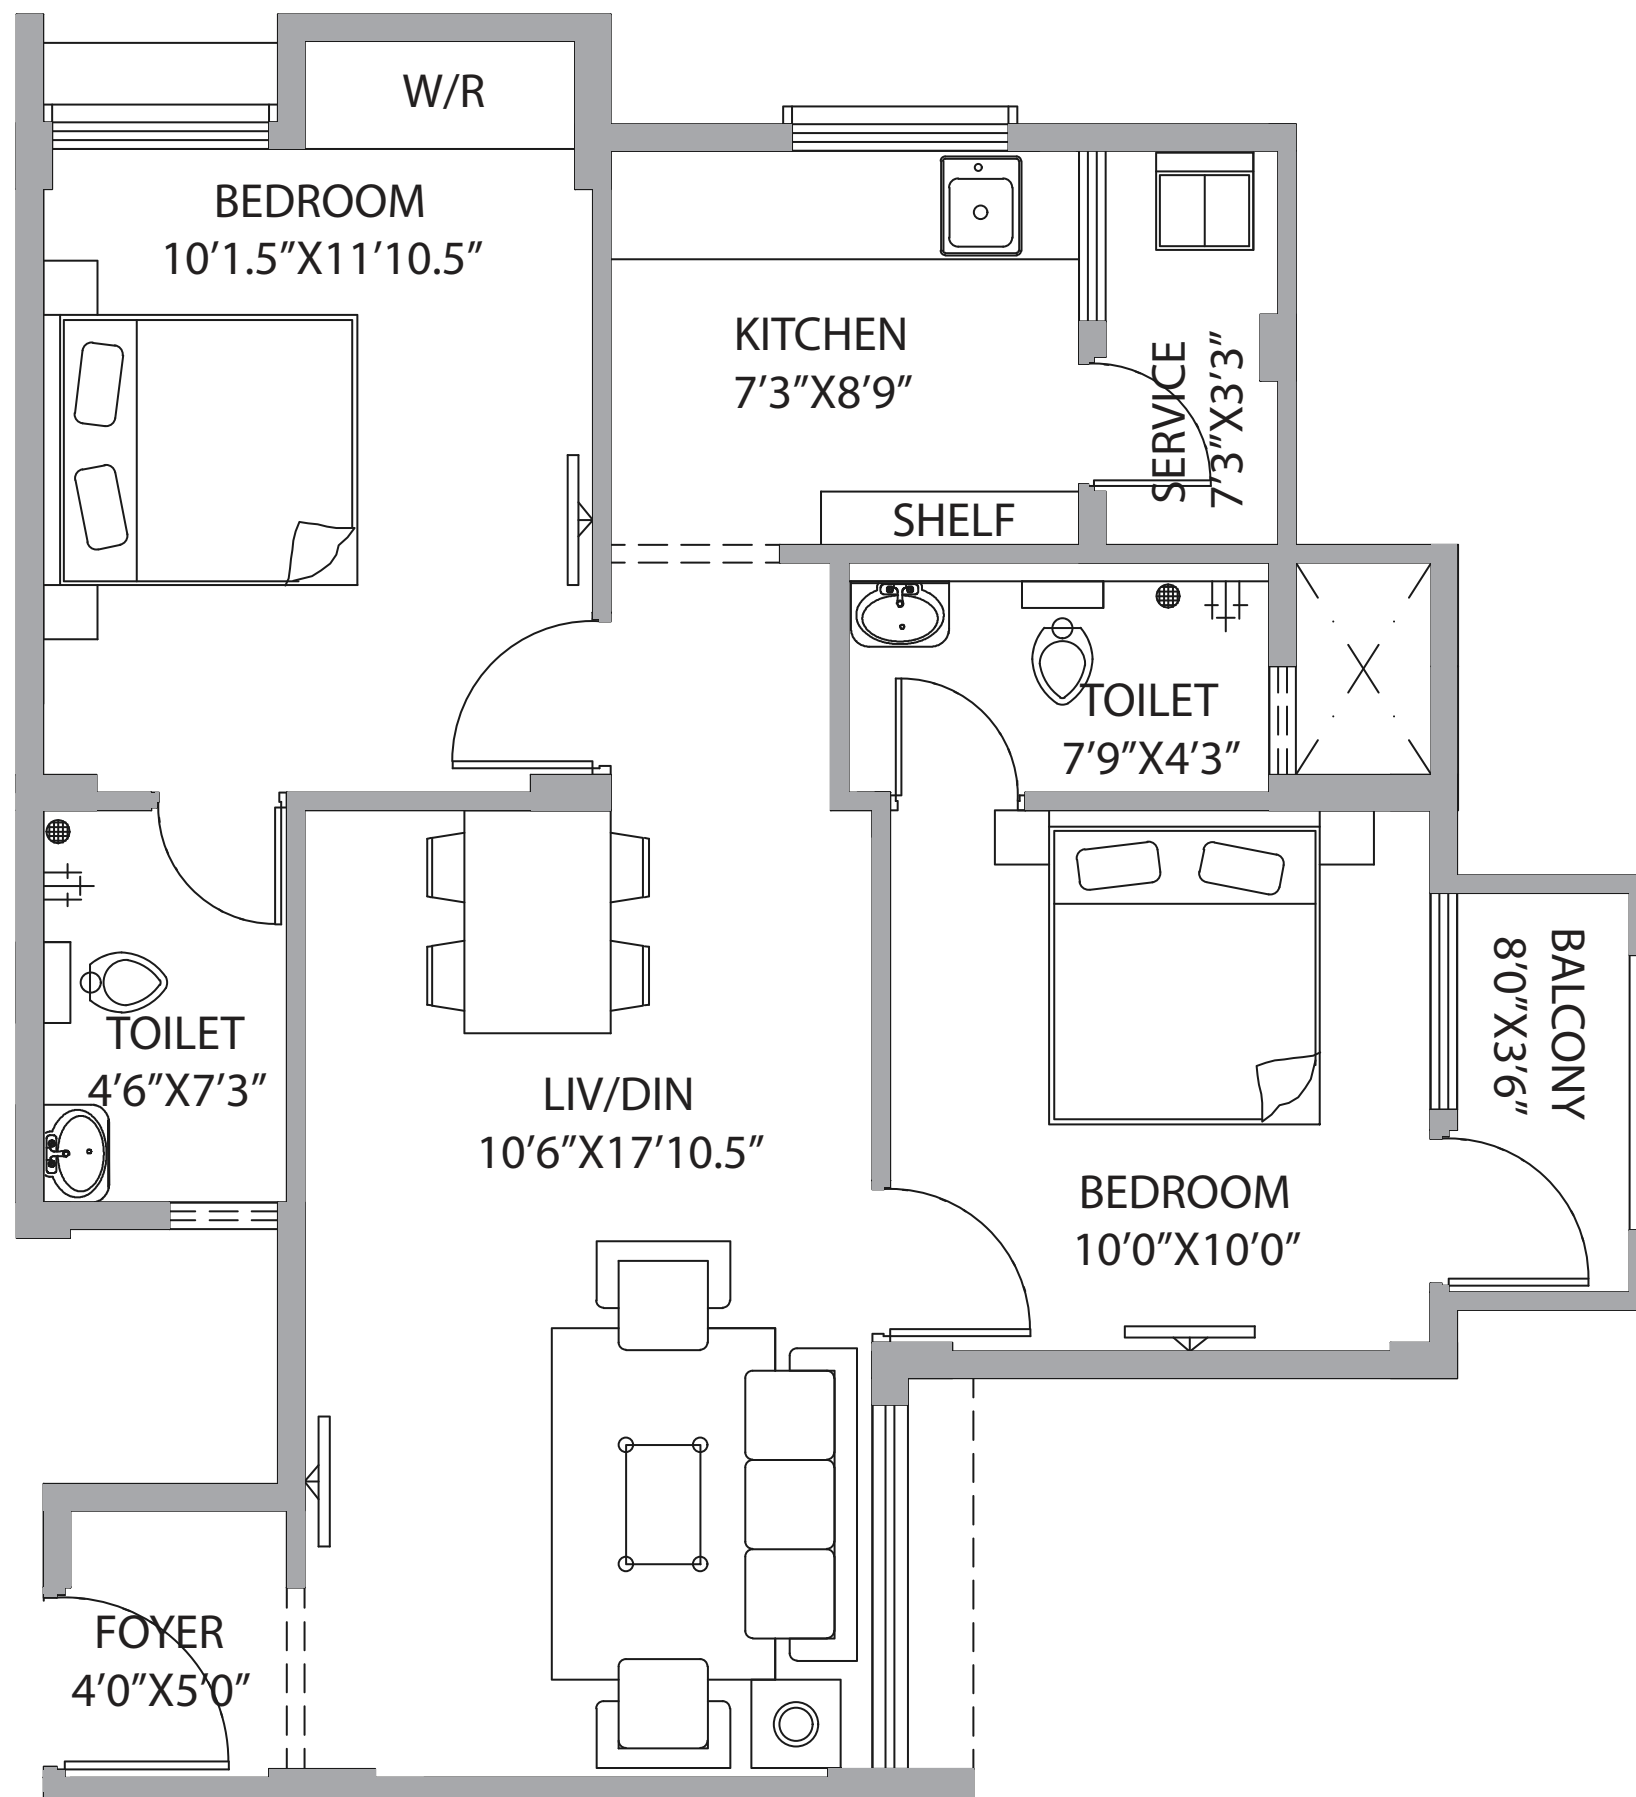 W/R
BEDROOM
10'1.5"X11'10.5"
KITCHEN
7'3"X8'9"
SERVICE
7'3"X3'3"
SHELF
TOILET
7'9"X4'3"
BALCONY
8'0"X3'6"
TOILET
4'6"X7'3"
LIV/DIN
10'6"X17'10.5"
BEDROOM
10'0"X10'0"
FOYER
4'0"X5'0"